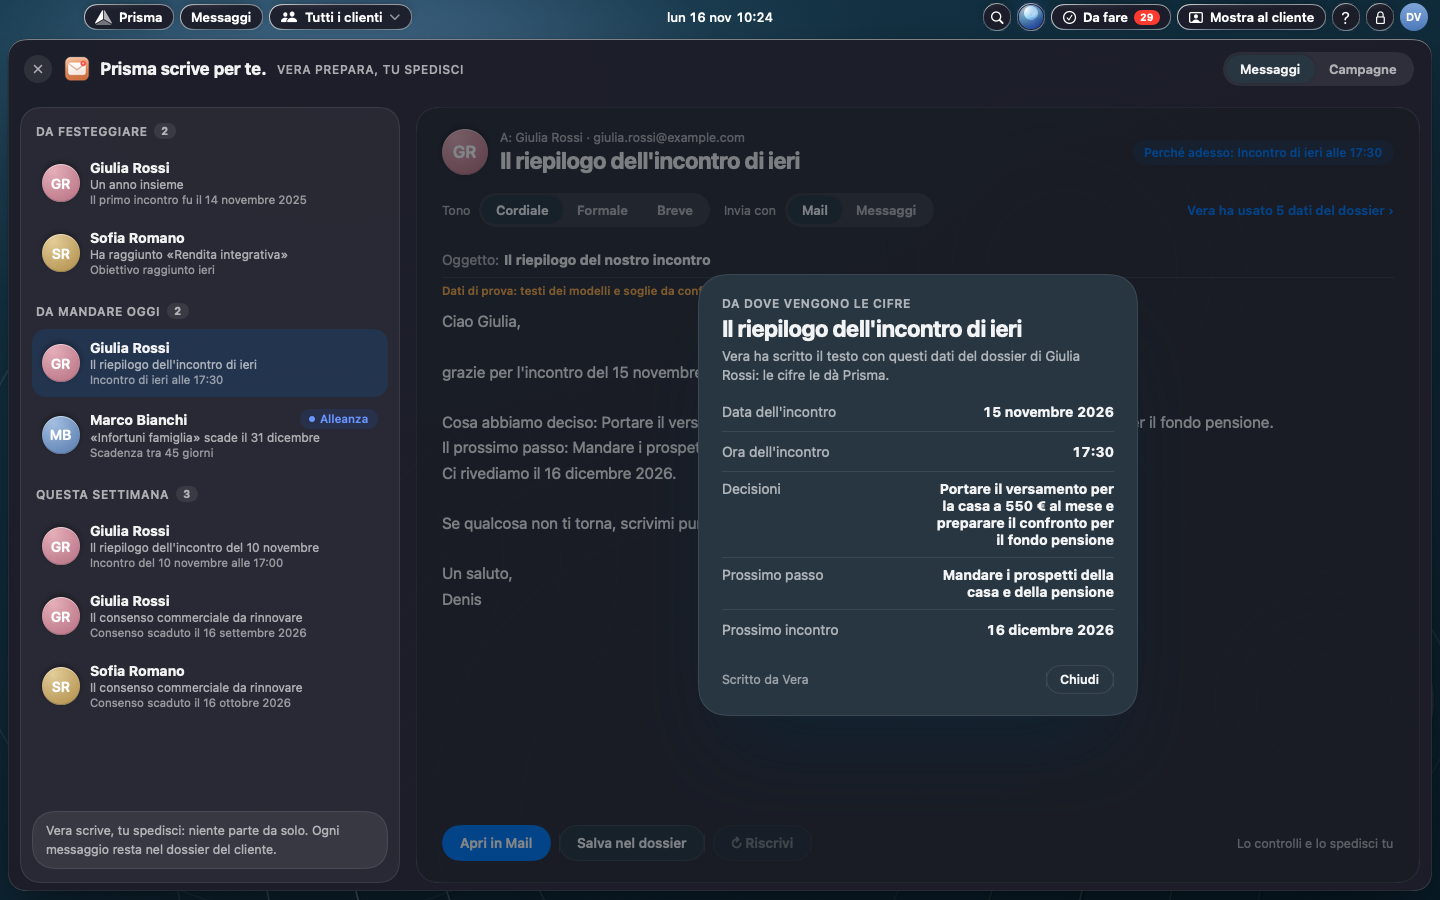 Prisma
Messaggi
Tutti i clienti
lun 16 nov 10:24
Da fare 29
Mostra al cliente
?
DV
Prisma scrive per te. VERA PREPARA, TU SPEDISCI
Messaggi
Campagne
DA FESTEGGIARE 2
GR
Giulia Rossi
Un anno insieme
Il primo incontro fu il 14 novembre 2025
SR
Sofia Romano
Ha raggiunto «Rendita integrativa»
Obiettivo raggiunto ieri
DA MANDARE OGGI 2
GR
Giulia Rossi
Il riepilogo dell'incontro di ieri
Incontro di ieri alle 17:30
MB
Marco Bianchi
Alleanza
«Infortuni famiglia» scade il 31 dicembre
Scadenza tra 45 giorni
QUESTA SETTIMANA 3
GR
Giulia Rossi
Il riepilogo dell'incontro del 10 novembre
Incontro del 10 novembre alle 17:00
GR
Giulia Rossi
Il consenso commerciale da rinnovare
Consenso scaduto il 16 settembre 2026
SR
Sofia Romano
Il consenso commerciale da rinnovare
Consenso scaduto il 16 ottobre 2026
Vera scrive, tu spedisci: niente parte da solo. Ogni
messaggio resta nel dossier del cliente.
GR
A: Giulia Rossi · giulia.rossi@example.com
Il riepilogo dell'incontro di ieri
Perché adesso: Incontro di ieri alle 17:30
Tono Cordiale Formale Breve Invia con Mail Messaggi
Vera ha usato 5 dati del dossier ›
Oggetto: Il riepilogo del nostro incontro
Dati di prova: testi dei modelli e soglie da
Ciao Giulia,
grazie per l'incontro del 15 novembre
Cosa abbiamo deciso: Portare il
r il fondo pensione.
Il prossimo passo: Mandare i
Ci rivediamo il 16 dicembre 2026.
Se qualcosa non ti torna, scrivimi
Un saluto,
Denis
DA DOVE VENGONO LE CIFRE
Il riepilogo dell'incontro di ieri
Vera ha scritto il testo con questi dati del dossier di Giulia
Rossi: le cifre le dà Prisma.
Data dell'incontro 15 novembre 2026
Ora dell'incontro 17:30
Decisioni Portare il versamento per
la casa a 550 € al mese e
preparare il confronto per
il fondo pensione
Prossimo passo Mandare i prospetti della
casa e della pensione
Prossimo incontro 16 dicembre 2026
Scritto da Vera
Chiudi
Apri in Mail
Salva nel dossier
Riscrivi
Lo controlli e lo spedisci tu